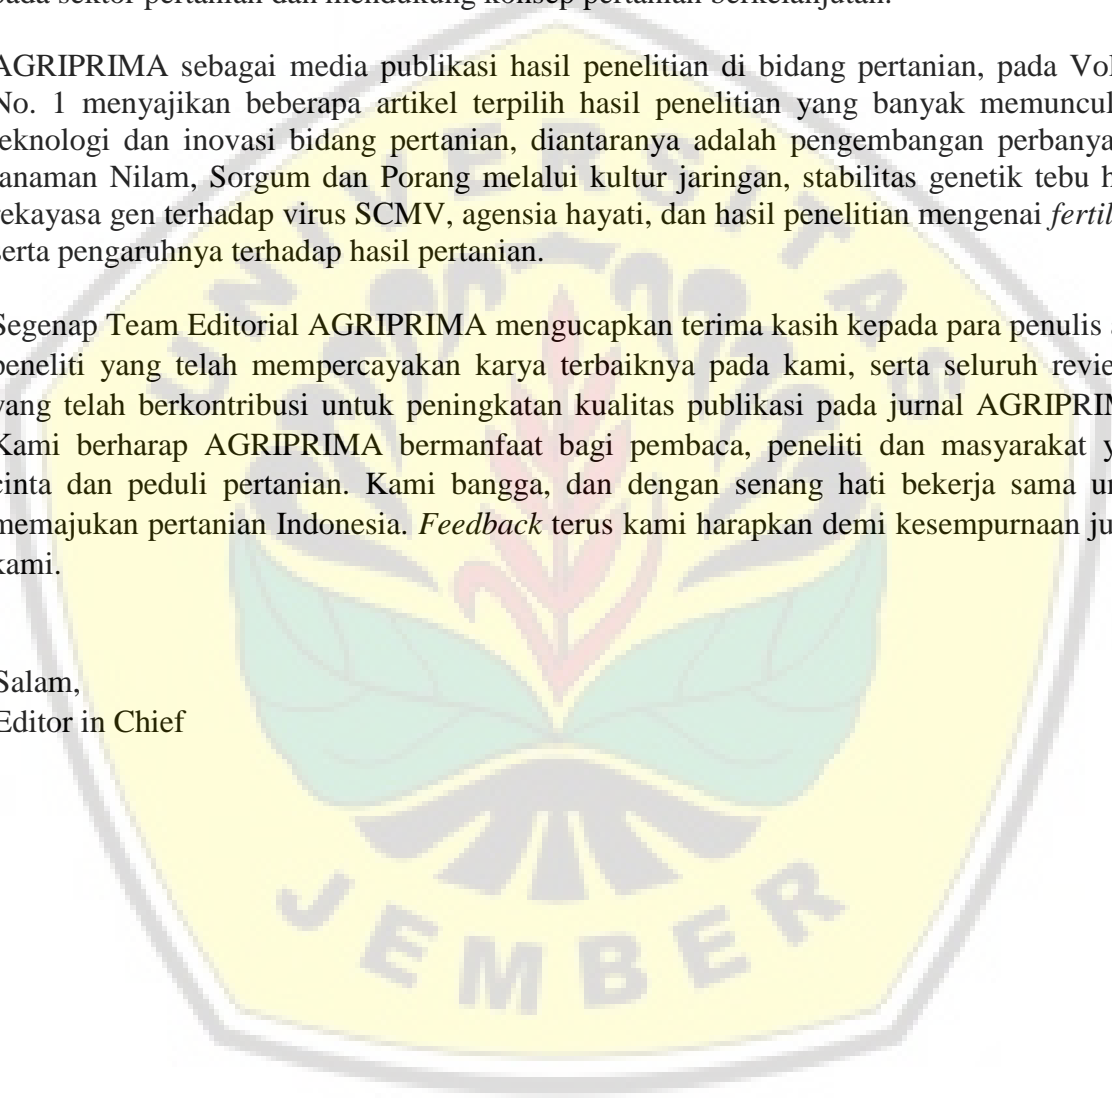 pada sektor pertanian dan mendukung konsep pertanian berkelanjutan.
AGRIPRIMA sebagai media publikasi hasil penelitian di bidang pertanian, pada Vol
No. 1 menyajikan beberapa artikel terpilih hasil penelitian yang banyak memuncul
teknologi dan inovasi bidang pertanian, diantaranya adalah pengembangan perbanya
tanaman Nilam, Sorgum dan Porang melalui kultur jaringan, stabilitas genetik tebu h
rekayasa gen terhadap virus SCMV, agensia hayati, dan hasil penelitian mengenai fertil
serta pengaruhnya terhadap hasil pertanian.
Segenap Team Editorial AGRIPRIMA mengucapkan terima kasih kepada para penulis
peneliti yang telah mempercayakan karya terbaiknya pada kami, serta seluruh revie
yang telah berkontribusi untuk peningkatan kualitas publikasi pada jurnal AGRIPRIM
Kami berharap AGRIPRIMA bermanfaat bagi pembaca, peneliti dan masyarakat y
cinta dan peduli pertanian. Kami bangga, dan dengan senang hati bekerja sama un
memajukan pertanian Indonesia. Feedback terus kami harapkan demi kesempurnaan ju
kami.
Salam,
Editor in Chief
UNIVERSITAS
JEMBER